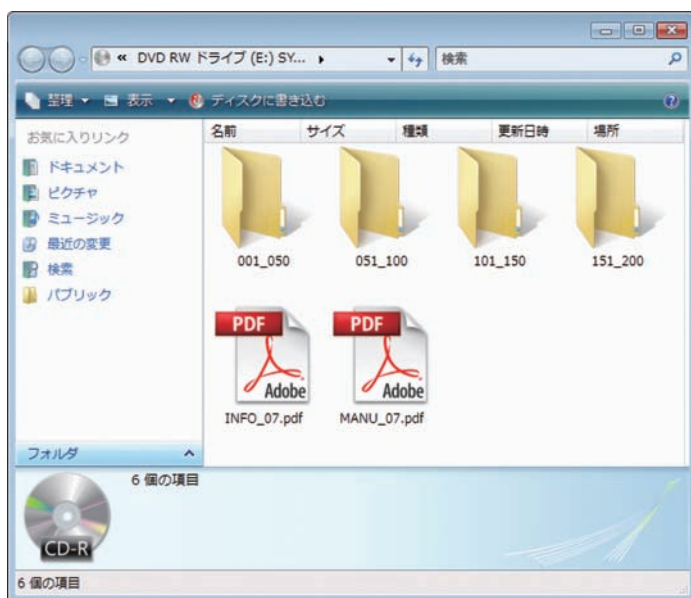 « DVD RW ドライブ (E:) SY... 検索
整理 表示 ディスクに書き込む
お気に入りリンク
ドキュメント
ピクチャ
ミュージック
最近の変更
検索
パブリック
フォルダ
名前 サイズ 種類 更新日時 場所
001_050 051_100 101_150 151_200
PDF PDF
Adobe Adobe
INFO_07.pdf MANU_07.pdf
6 個の項目
CD-R
6 個の項目